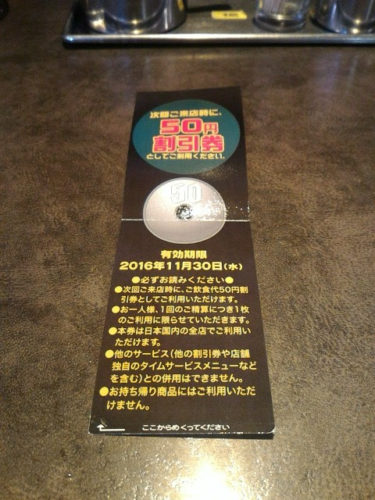 次回ご来店時に、
50円
割引券
としてご利用ください。
50
有効期限
2016年11月30日(水)
●必ずお読みください●
●次回ご来店時に、ご飲食代50円割
引券としてご利用いただけます。
●お一人様、1回のご精算につき1枚
のご利用に限らせていただきます。
●本券は日本国内の全店でご利用い
ただけます。
●他のサービス(他の割引券や店舗
独自のタイムサービスメニューなど
を含む)との併用はできません。
●お持ち帰り商品にはご利用いただ
けません。
ここからめくってください